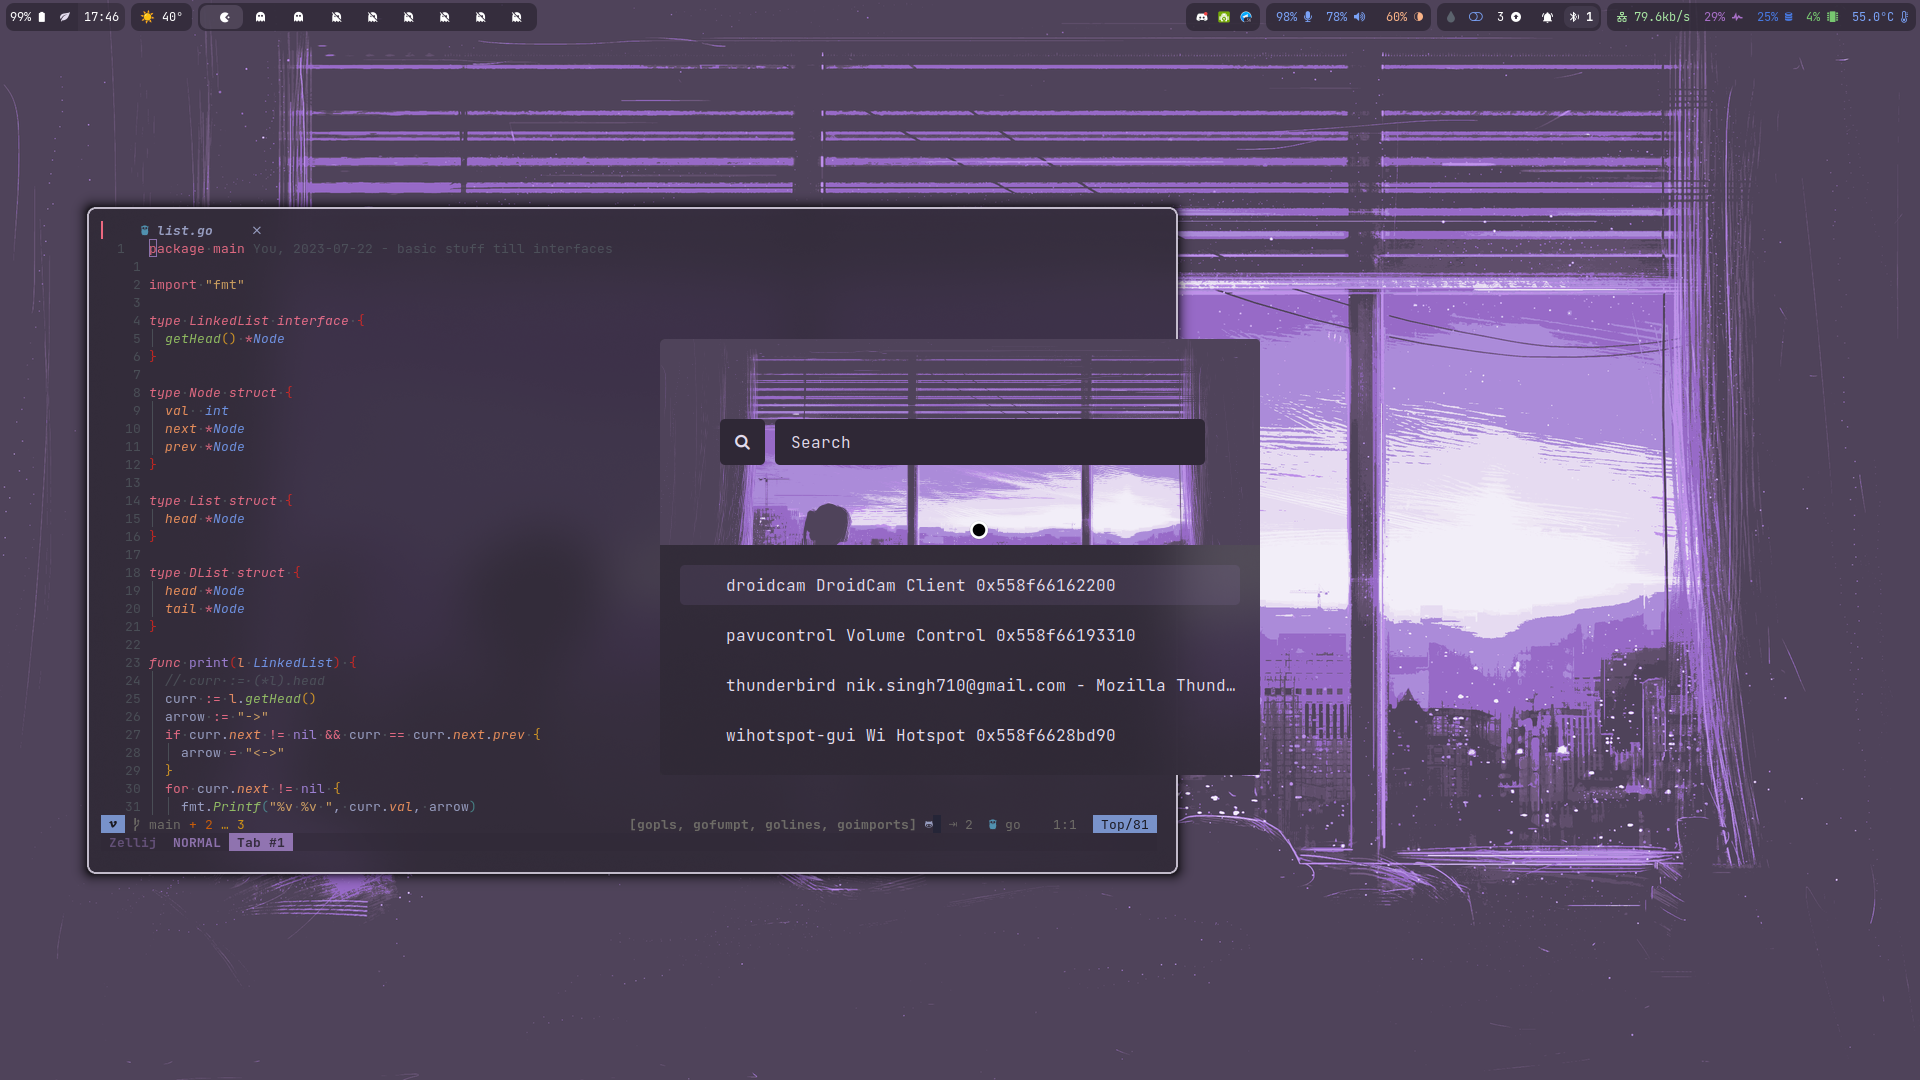 99% 17:46 40°
98% 78% 60% 3 1 79.6kb/s 29% 25% 4% 55.0°C
list.go ×
1 package main You, 2023-07-22 - basic stuff till interfaces
1
2 import "fmt"
3
4 type LinkedList interface {
5 getHead() *Node
6 }
7
8 type Node struct {
9 val int
10 next *Node
11 prev *Node
12 }
13
14 type List struct {
15 head *Node
16 }
17
18 type DList struct {
19 head *Node
20 tail *Node
21 }
22
23 func print(l LinkedList) {
24 // curr := (*l).head
25 curr := l.getHead()
26 arrow := "->"
27 if curr.next != nil && curr == curr.next.prev {
28 arrow = "<->"
29 }
30 for curr.next != nil {
31 fmt.Printf("%v %v ", curr.val, arrow)
main + 2 … 3 [gopls, gofumpt, golines, goimports] ⇥ 2 go 1:1 Top/81
Zellij NORMAL Tab #1
Search
droidcam DroidCam Client 0x558f66162200
pavucontrol Volume Control 0x558f66193310
thunderbird nik.singh710@gmail.com - Mozilla Thund…
wihotspot-gui Wi Hotspot 0x558f6628bd90